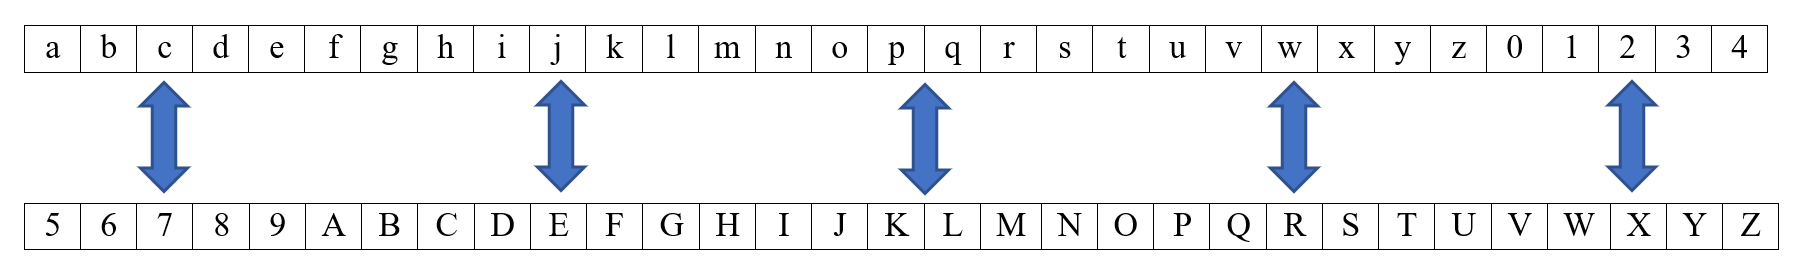 a b c d e f g h i j k l m n o p q r s t u v w x y z 0 1 2 3 4
5 6 7 8 9 A B C D E F G H I J K L M N O P Q R S T U V W X Y Z